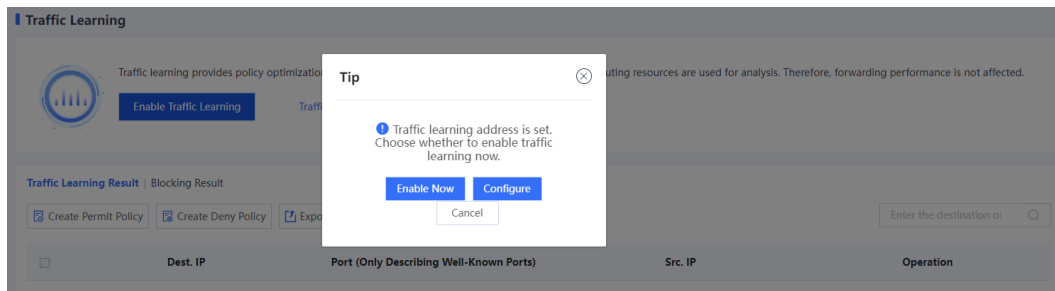 Traffic Learning
Traffic learning provides policy optimization
uting resources are used for analysis. Therefore, forwarding performance is not affected.
Enable Traffic Learning
Tip
Traffic learning address is set.
Choose whether to enable traffic
learning now.
Enable Now Configure
Cancel
Traffic Learning Result | Blocking Result
Create Permit Policy Create Deny Policy
Enter the destination
Dest. IP Port (Only Describing Well-Known Ports) Src. IP Operation